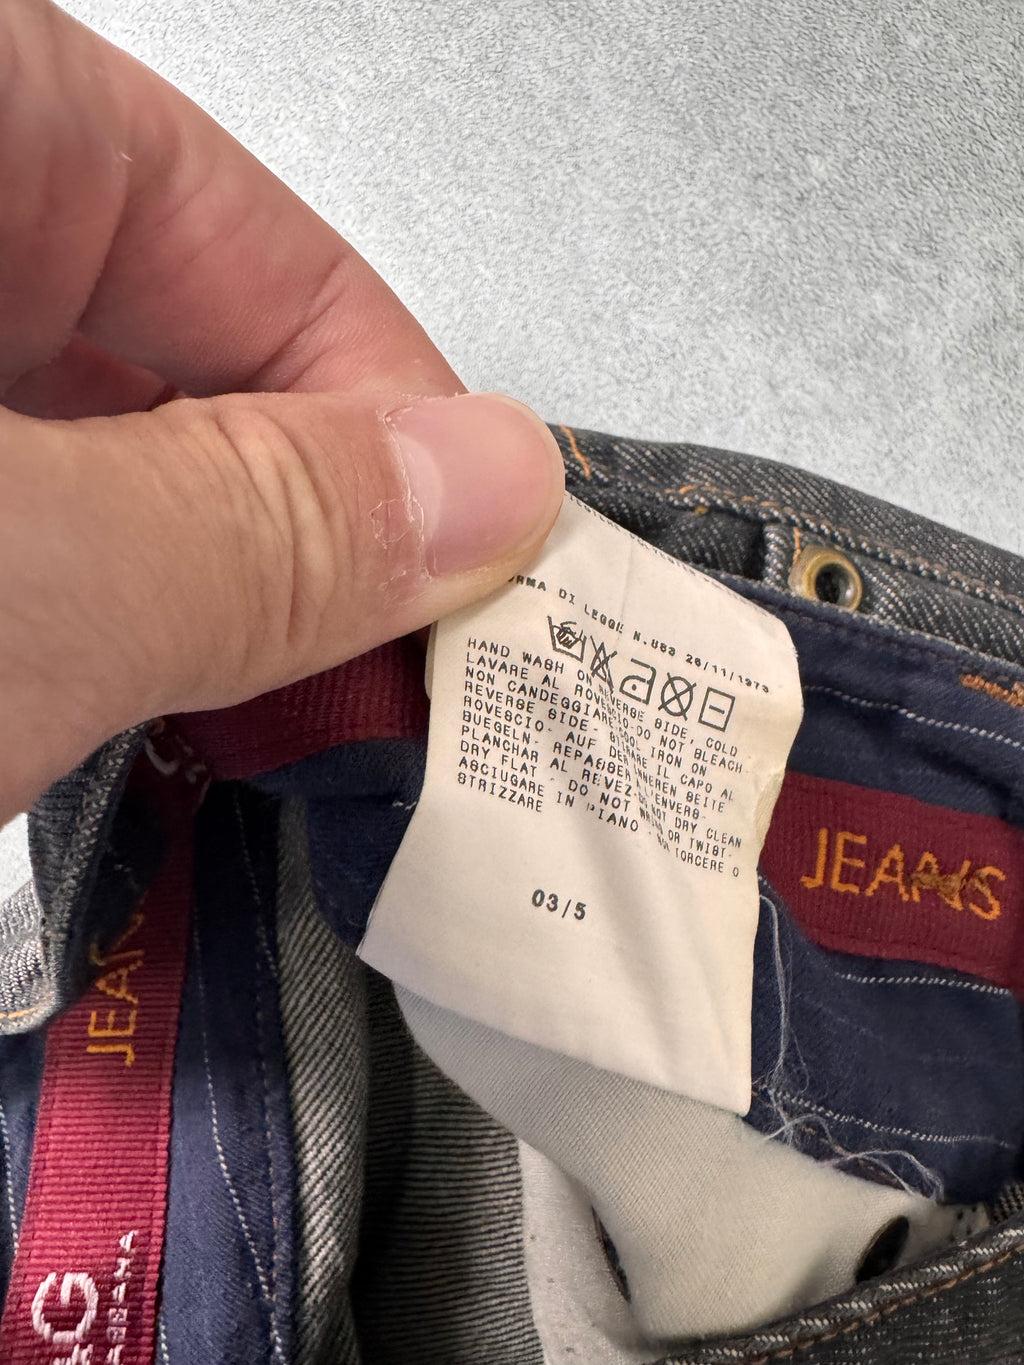 RMA DI LEGGE N.883 26/11/1973
HAND WASH ON REVERSE SIDE. COLD
LAVARE AL ROVESCIO-DO NOT BLEACH-
NON CANDEGGIARE COOL IRON ON
REVERSE SIDE- IL CAPO AL
ROVESCIO. AUF DER INNEREN SEITE
BUEGELN. REPASSER L'ENVERS-
PLANCHAR AL REVEZ DO NOT DRY CLEAN
DRY FLAT - DO NOT WRING OR TWIST-
ASCIUGARE IN PIANO - NON TORCERE O
STRIZZARE
03/5
JEANS
JEAN
&G
GABBANA